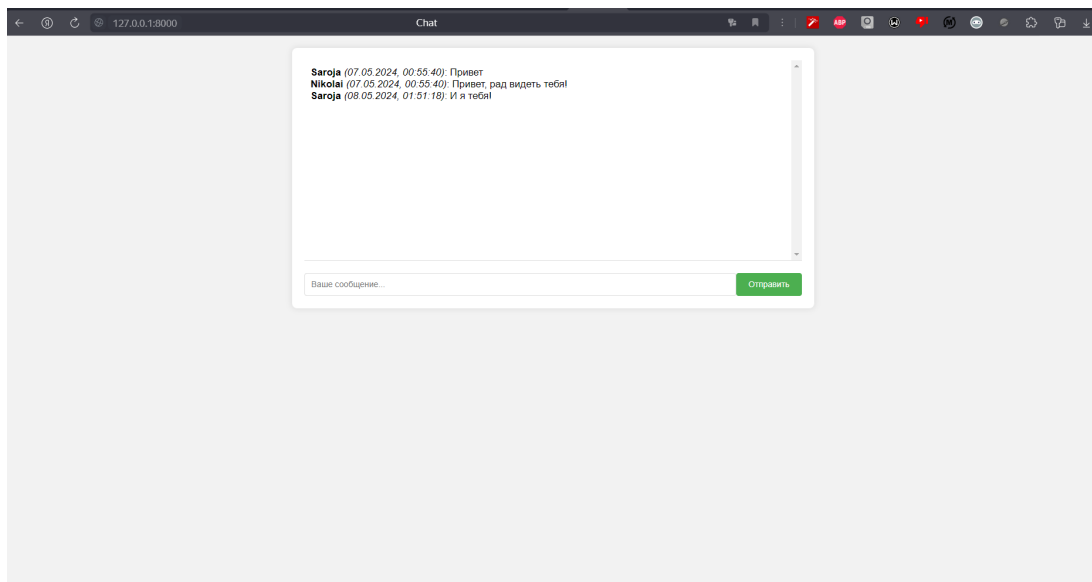 127.0.0.1:8000
Chat
ABP
Saroja (07.05.2024, 00:55:40): Привет
Nikolai (07.05.2024, 00:55:40): Привет, рад видеть тебя!
Saroja (08.05.2024, 01:51:18): И я тебя!
Ваше сообщение...
Отправить